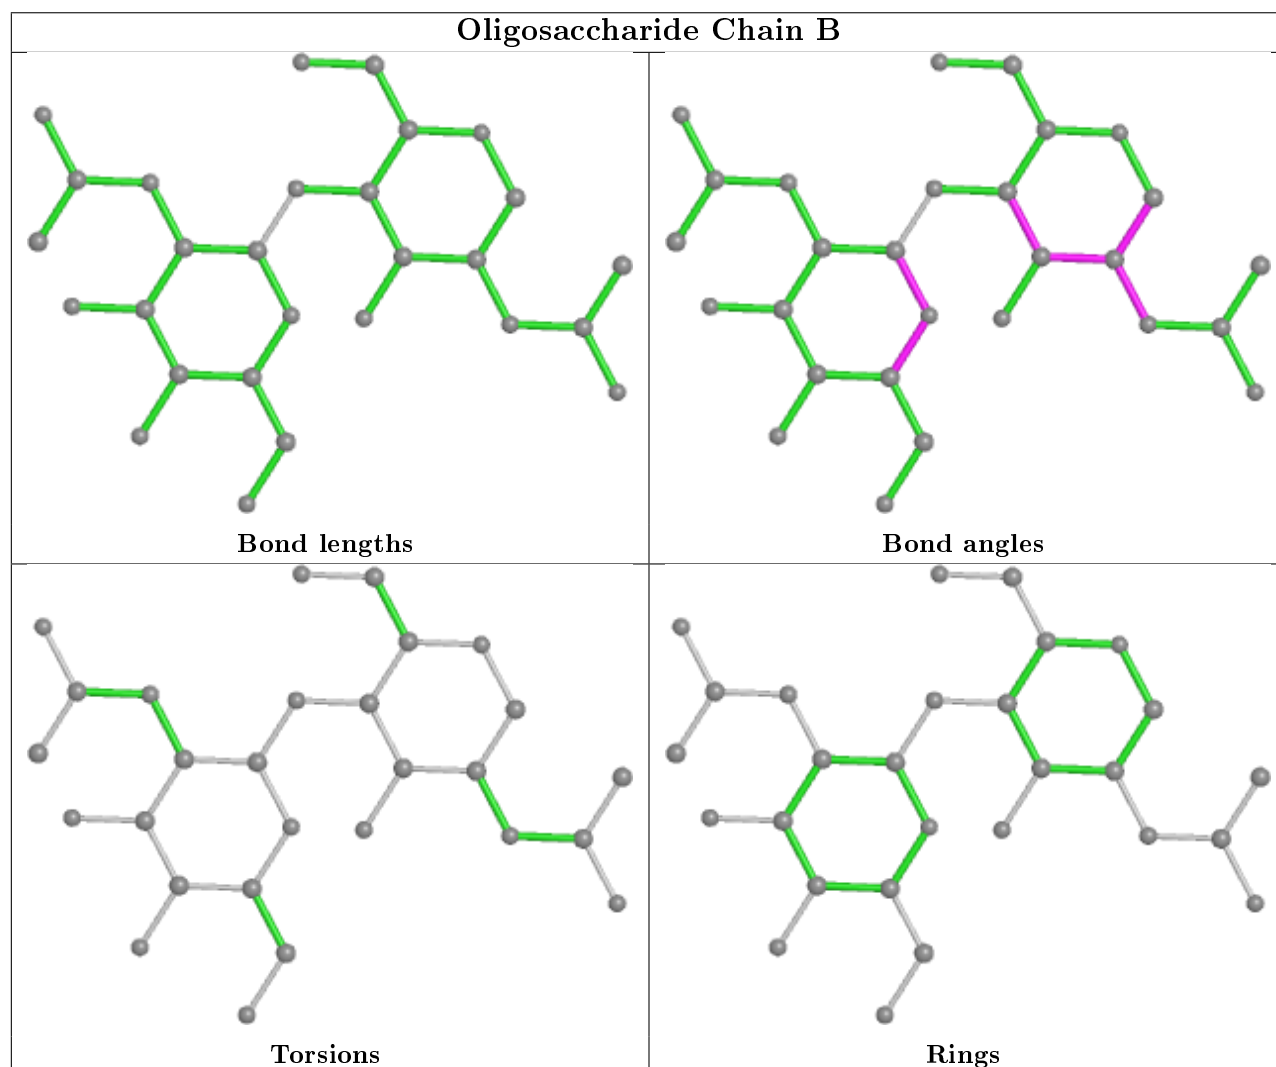 Oligosaccharide Chain B
Bond lengths
Bond angles
Torsions
Rings